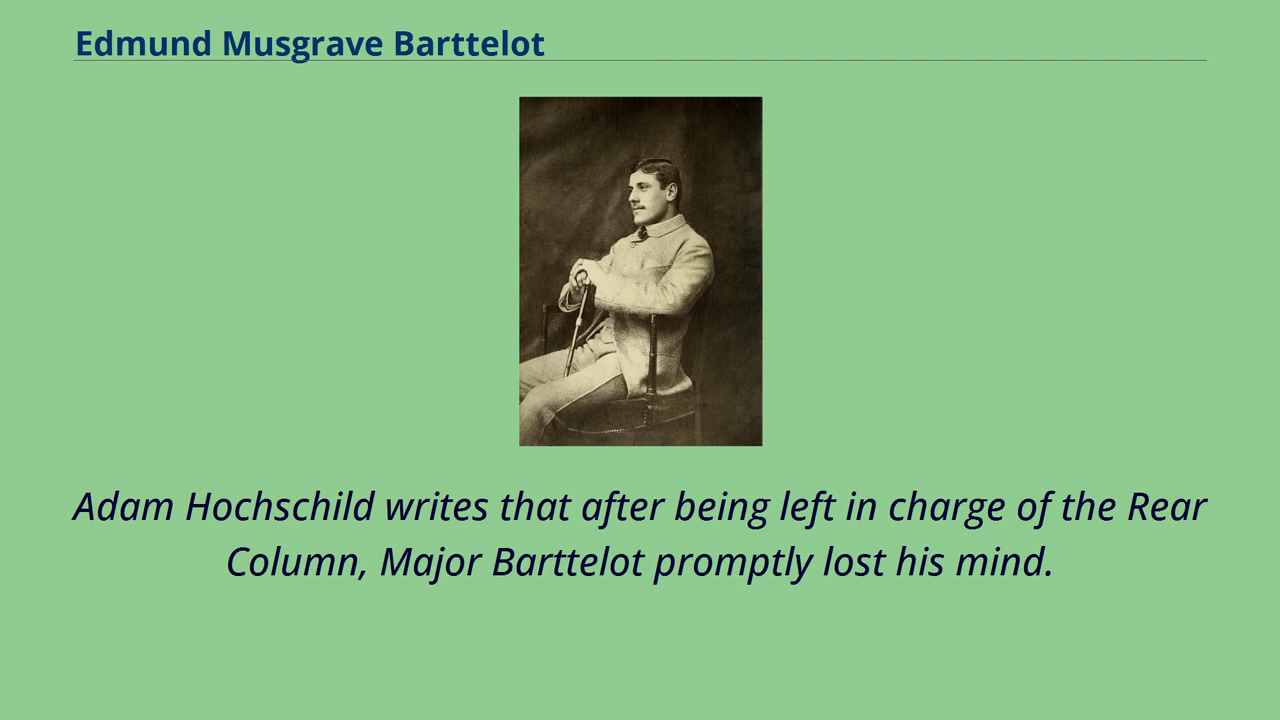 Edmund Musgrave Barttelot
Adam Hochschild writes that after being left in charge of the Rear
Column, Major Barttelot promptly lost his mind.